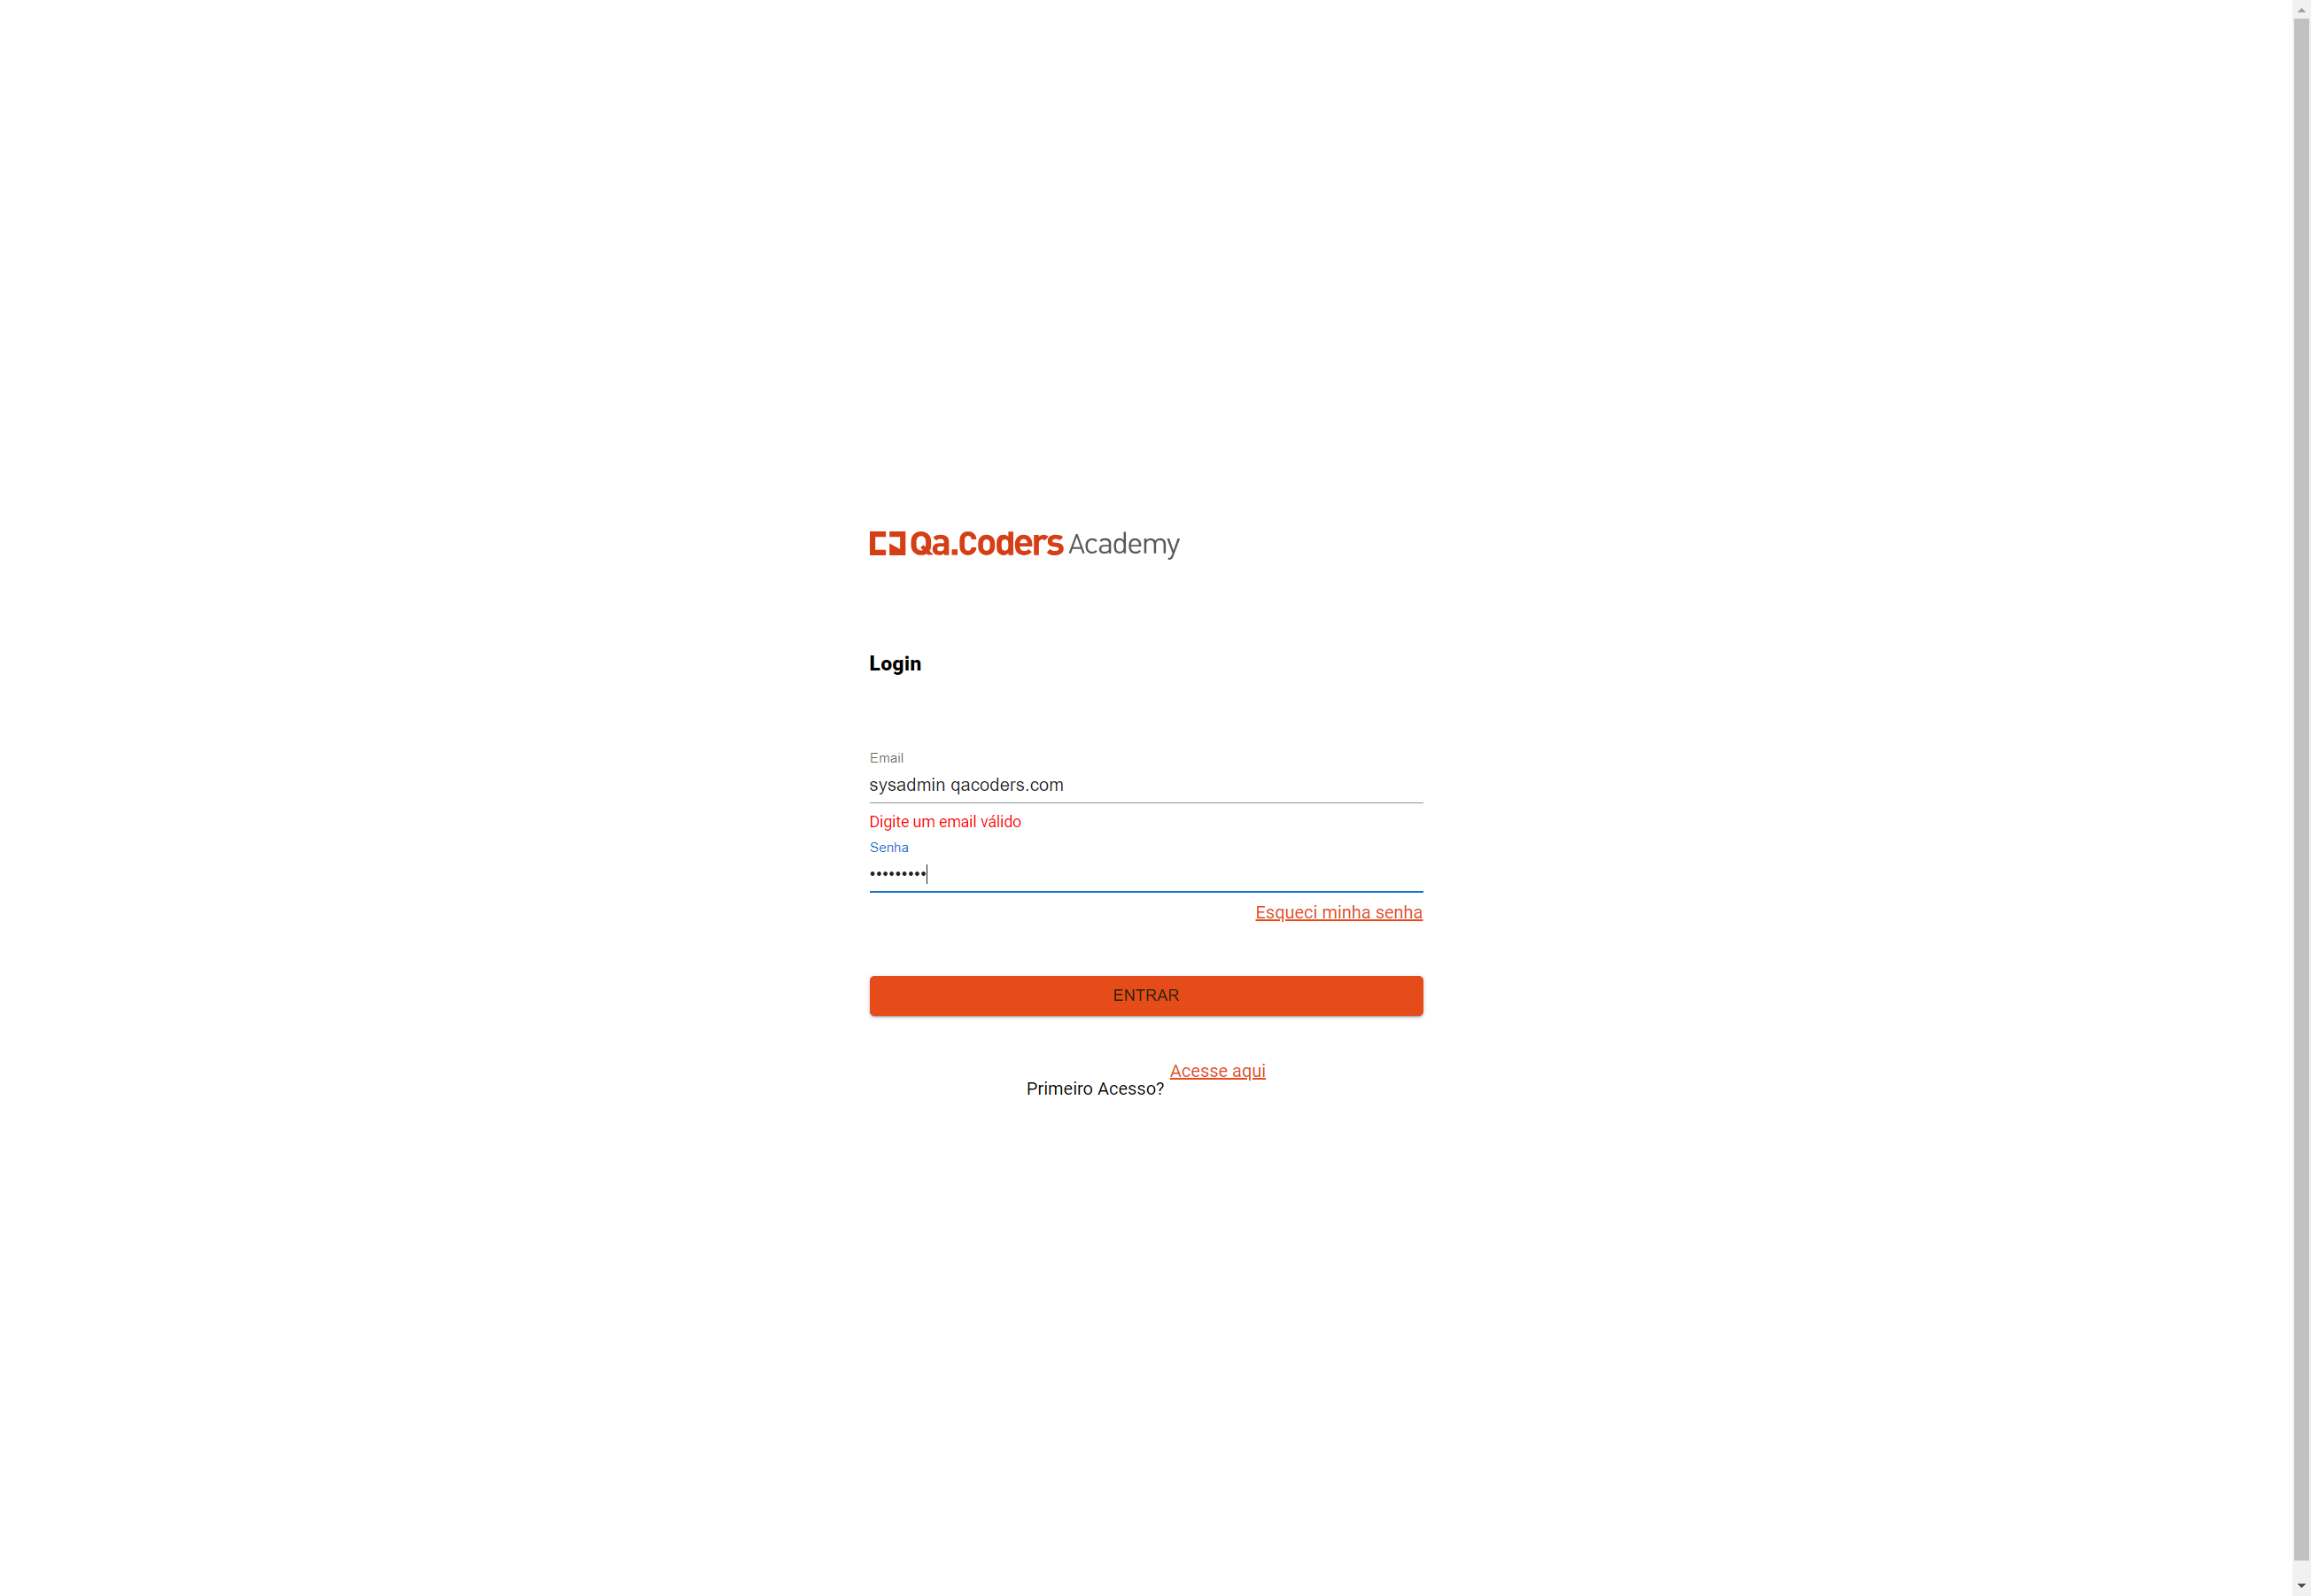 Qa.Coders Academy
Login
Email
sysadmin qacoders.com
Digite um email válido
Senha
•••••••••
Esqueci minha senha
ENTRAR
Acesse aqui
Primeiro Acesso?